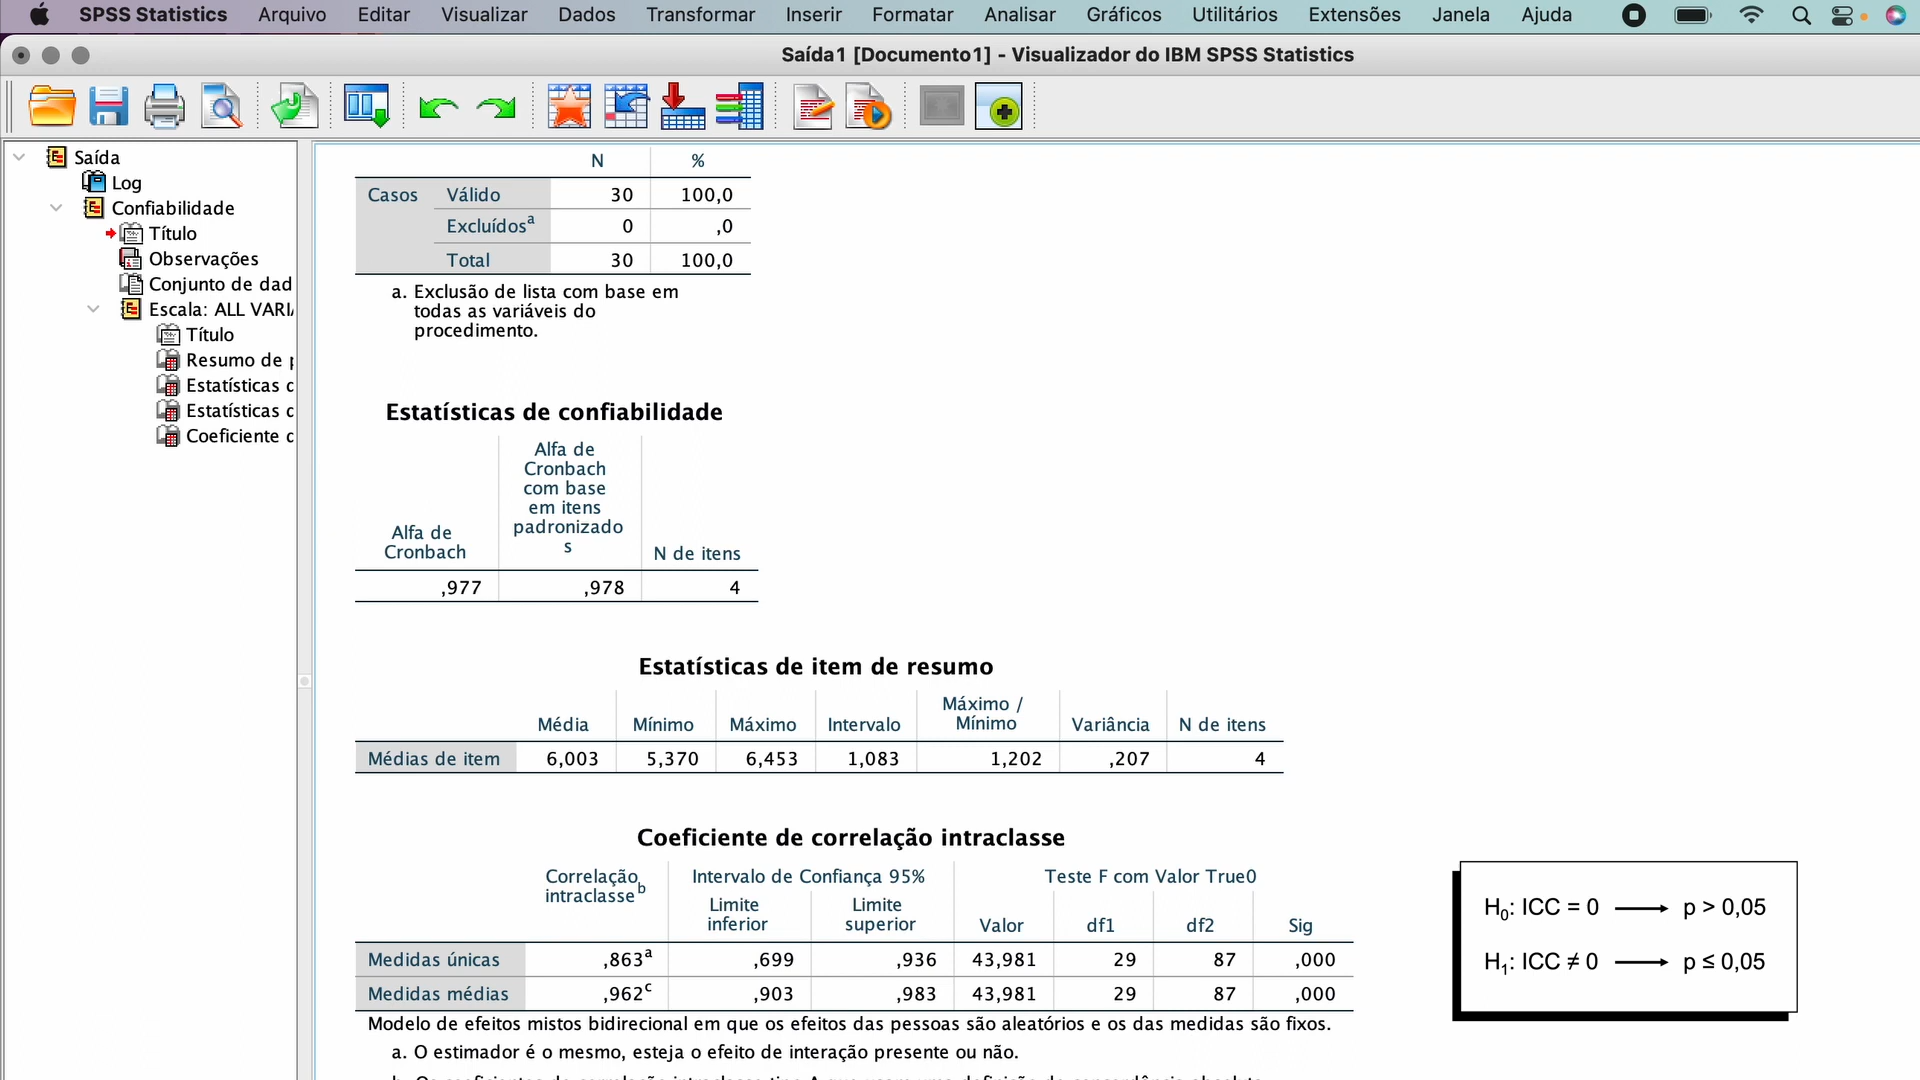 SPSS Statistics Arquivo Editar Visualizar Dados Transformar Inserir Formatar Analisar Gráficos Utilitários Extensões Janela Ajuda
Saída1 [Documento1] - Visualizador do IBM SPSS Statistics
Saída
Log
Confiabilidade
Título
Observações
Conjunto de dad
Escala: ALL VARI
Título
Resumo de
Estatísticas
Estatísticas
Coeficiente
N %
Casos Válido 30 100,0
Excluídosa 0 ,0
Total 30 100,0
a. Exclusão de lista com base em
todas as variáveis do
procedimento.
Estatísticas de confiabilidade
Alfa de
Cronbach
Alfa de
Cronbach
com base
em itens
padronizado
s
N de itens
,977 ,978 4
Estatísticas de item de resumo
Média Mínimo Máximo Intervalo Máximo /
Mínimo Variância N de itens
Médias de item 6,003 5,370 6,453 1,083 1,202 ,207 4
Coeficiente de correlação intraclasse
Correlação
intraclasseb
Intervalo de Confiança 95% Teste F com Valor True0
Limite
inferior
Limite
superior
Valor df1 df2 Sig
Medidas únicas ,863a ,699 ,936 43,981 29 87 ,000
Medidas médias ,962c ,903 ,983 43,981 29 87 ,000
Modelo de efeitos mistos bidirecional em que os efeitos das pessoas são aleatórios e os das medidas são fixos.
a. O estimador é o mesmo, esteja o efeito de interação presente ou não.
H0: ICC = 0 → p > 0,05
H1: ICC ≠ 0 → p ≤ 0,05